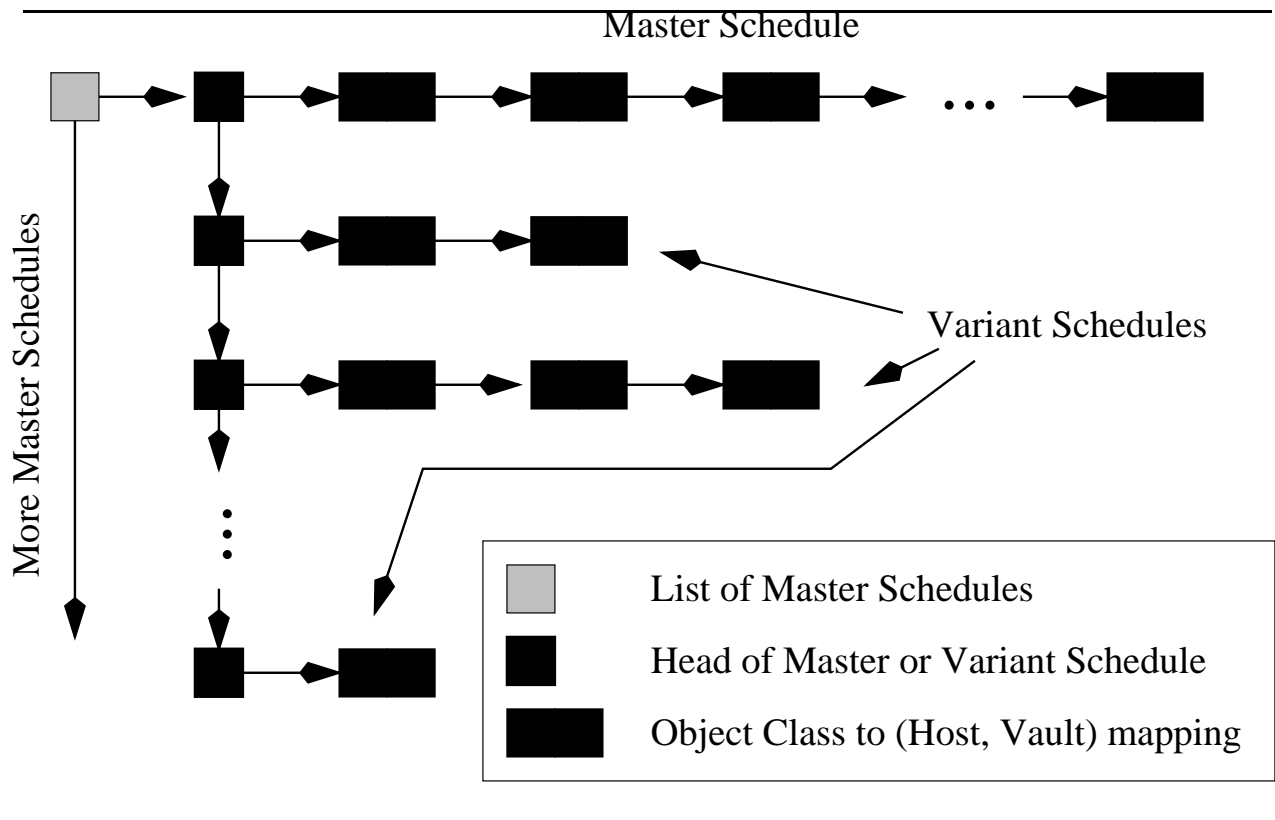 Master Schedule
More Master Schedules
Variant Schedules
List of Master Schedules
Head of Master or Variant Schedule
Object Class to (Host, Vault) mapping